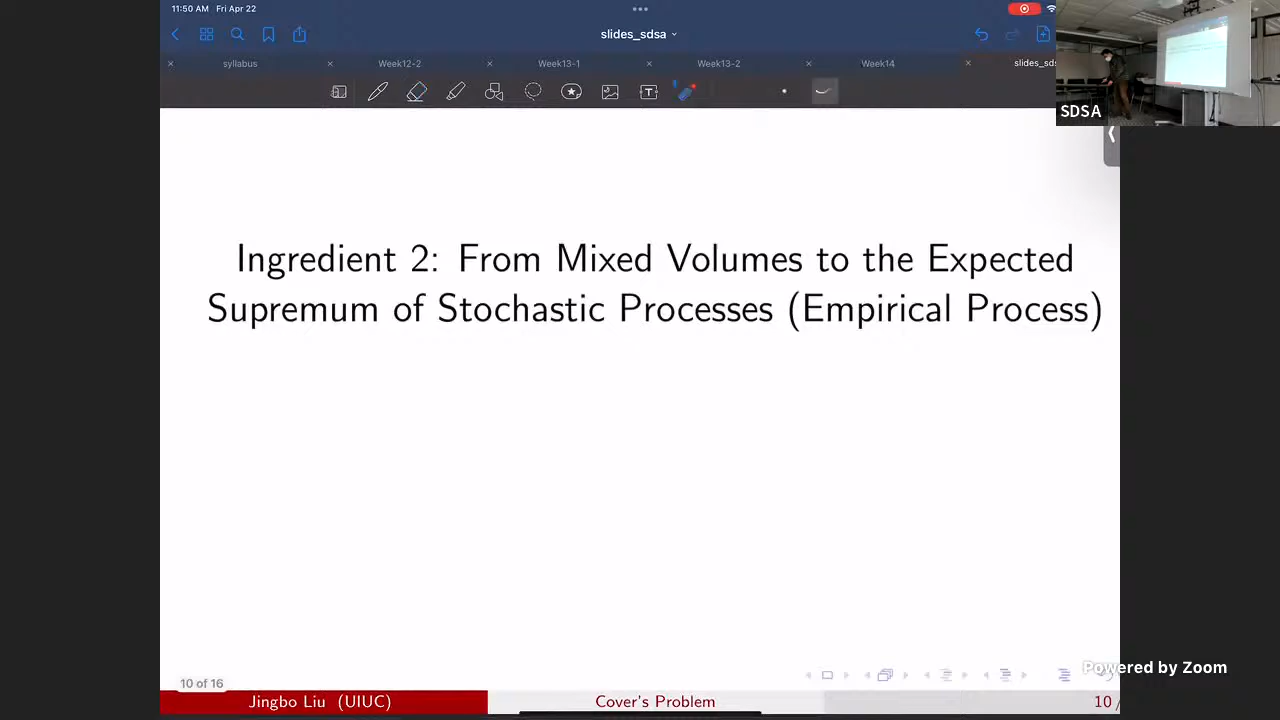 11:50 AM Fri Apr 22
slides_sdsa
syllabus
Week12-2
Week13-1
Week13-2
Week14
slides_sds
SDSA
Ingredient 2: From Mixed Volumes to the Expected
Supremum of Stochastic Processes (Empirical Process)
Powered by Zoom
10 of 16
Jingbo Liu (UIUC)
Cover's Problem
10 /